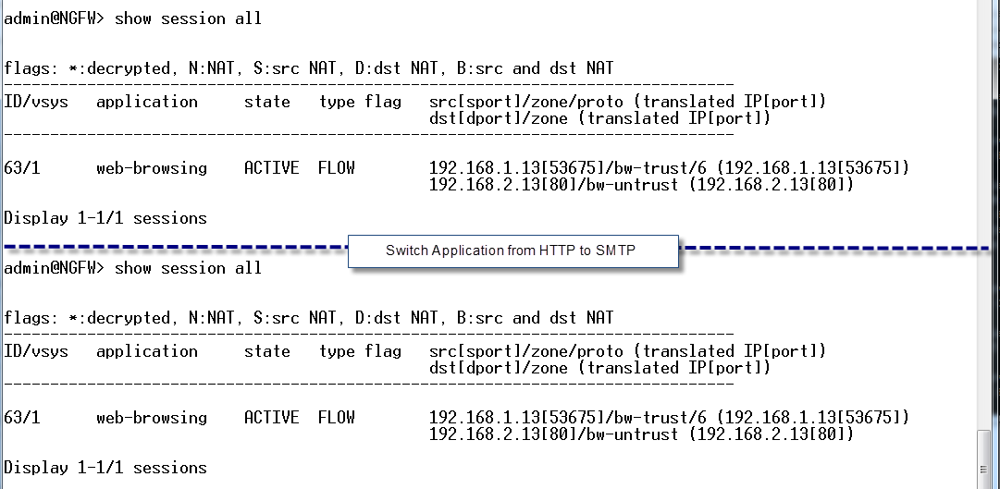 admin@NGFW> show session all
flags: *:decrypted, N:NAT, S:src NAT, D:dst NAT, B:src and dst NAT
--------------------------------------------------------------------------------
ID/vsys   application     state   type flag   src[sport]/zone/proto (translated IP[port])
dst[dport]/zone (translated IP[port])
--------------------------------------------------------------------------------
63/1      web-browsing    ACTIVE  FLOW        192.168.1.13[53675]/bw-trust/6 (192.168.1.13[53675])
192.168.2.13[80]/bw-untrust (192.168.2.13[80])
Display 1-1/1 sessions
Switch Application from HTTP to SMTP
admin@NGFW> show session all
flags: *:decrypted, N:NAT, S:src NAT, D:dst NAT, B:src and dst NAT
--------------------------------------------------------------------------------
ID/vsys   application     state   type flag   src[sport]/zone/proto (translated IP[port])
dst[dport]/zone (translated IP[port])
--------------------------------------------------------------------------------
63/1      web-browsing    ACTIVE  FLOW        192.168.1.13[53675]/bw-trust/6 (192.168.1.13[53675])
192.168.2.13[80]/bw-untrust (192.168.2.13[80])
Display 1-1/1 sessions